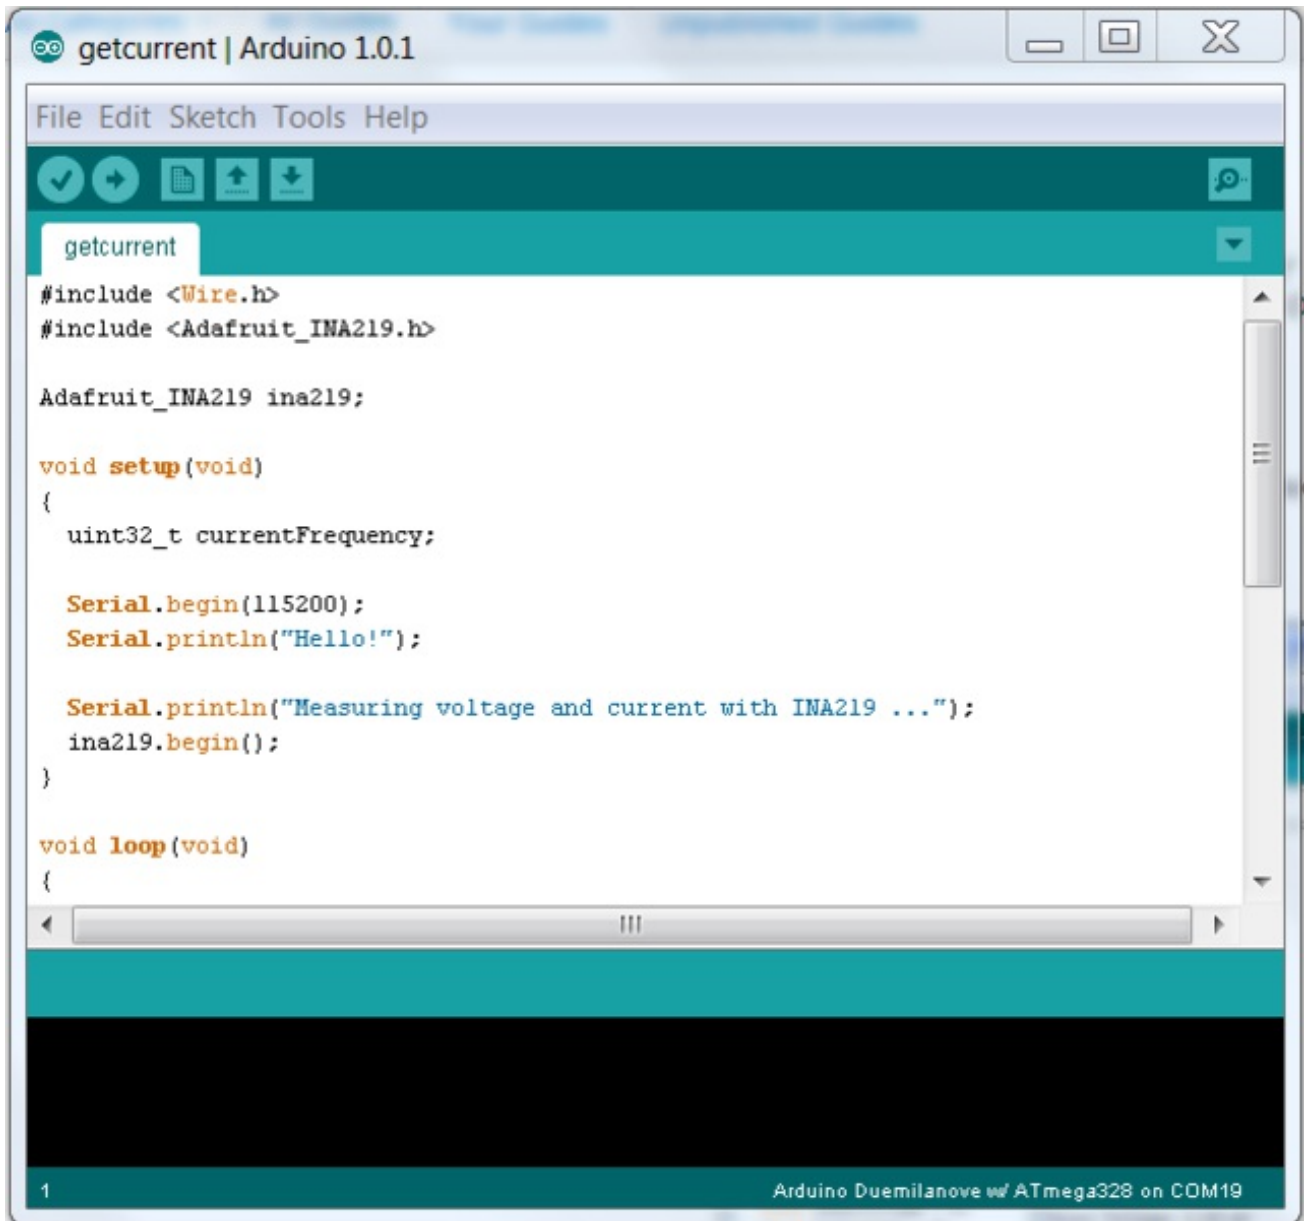 getcurrent | Arduino 1.0.1
File Edit Sketch Tools Help
getcurrent
#include <Wire.h>
#include <Adafruit_INA219.h>
Adafruit_INA219 ina219;
void setup(void)
{
  uint32_t currentFrequency;
  Serial.begin(115200);
  Serial.println("Hello!");
  Serial.println("Measuring voltage and current with INA219 ...");
  ina219.begin();
}
void loop(void)
{
1
Arduino Duemilanove w/ ATmega328 on COM19